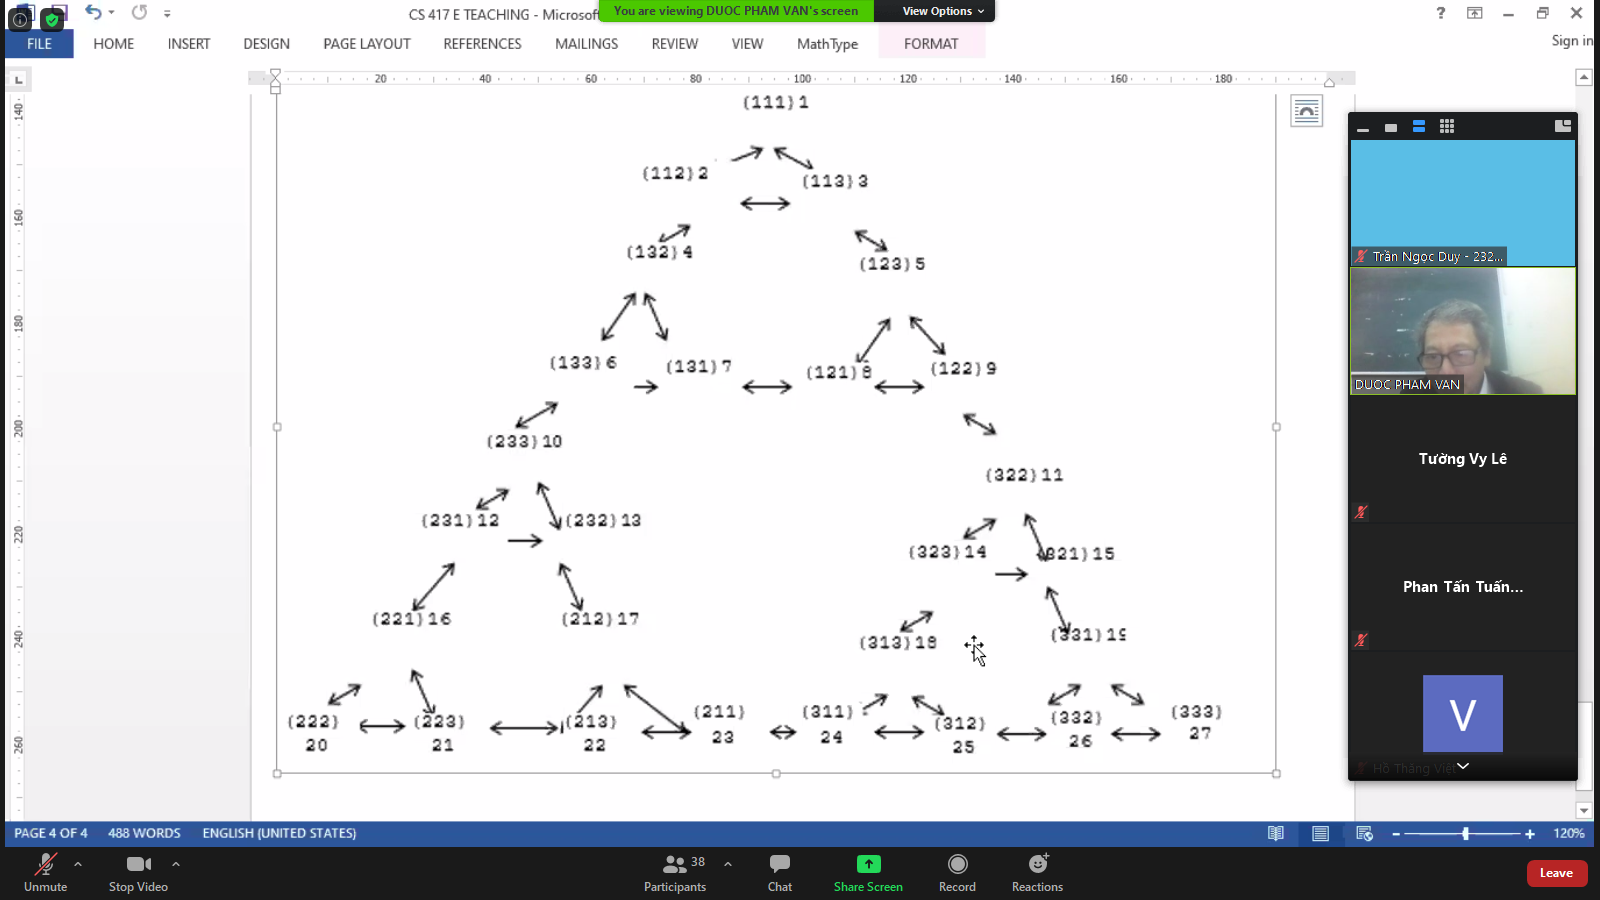 CS 417 E TEACHING - Microsof
You are viewing DUOC PHAM VAN's screen
View Options
FILE HOME INSERT DESIGN PAGE LAYOUT REFERENCES MAILINGS REVIEW VIEW MathType FORMAT
Sign in
20 40 60 80 100 120 140 160 180
140
160
180
200
220
240
260
(111) 1
(112) 2
(113) 3
(132) 4
(123) 5
(133) 6
(131) 7
(121) 8
(122) 9
(233) 10
(322) 11
(231) 12
(232) 13
(323) 14
(321) 15
(221) 16
(212) 17
(313) 18
(331) 19
(222)
20
(223)
21
(213)
22
(211)
23
(311)
24
(312)
25
(332)
26
(333)
27
Trần Ngọc Duy - 232...
DUOC PHAM VAN
Tường Vy Lê
Phan Tấn Tuấn...
V
Hồ Thăng Việt
PAGE 4 OF 4 488 WORDS ENGLISH (UNITED STATES)
120%
Unmute
Stop Video
38
Participants
Chat
Share Screen
Record
Reactions
Leave